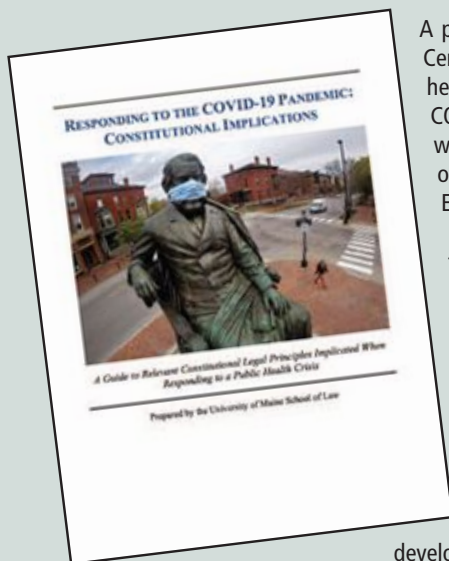 RESPONDING TO THE COVID-19 PANDEMIC:
CONSTITUTIONAL IMPLICATIONS
A Guide to Relevant Constitutional Legal Principles Implicated When
Responding to a Public Health Crisis
Prepared by the University of Maine School of Law
A p
Cer
he
CO
w
o
E
develo